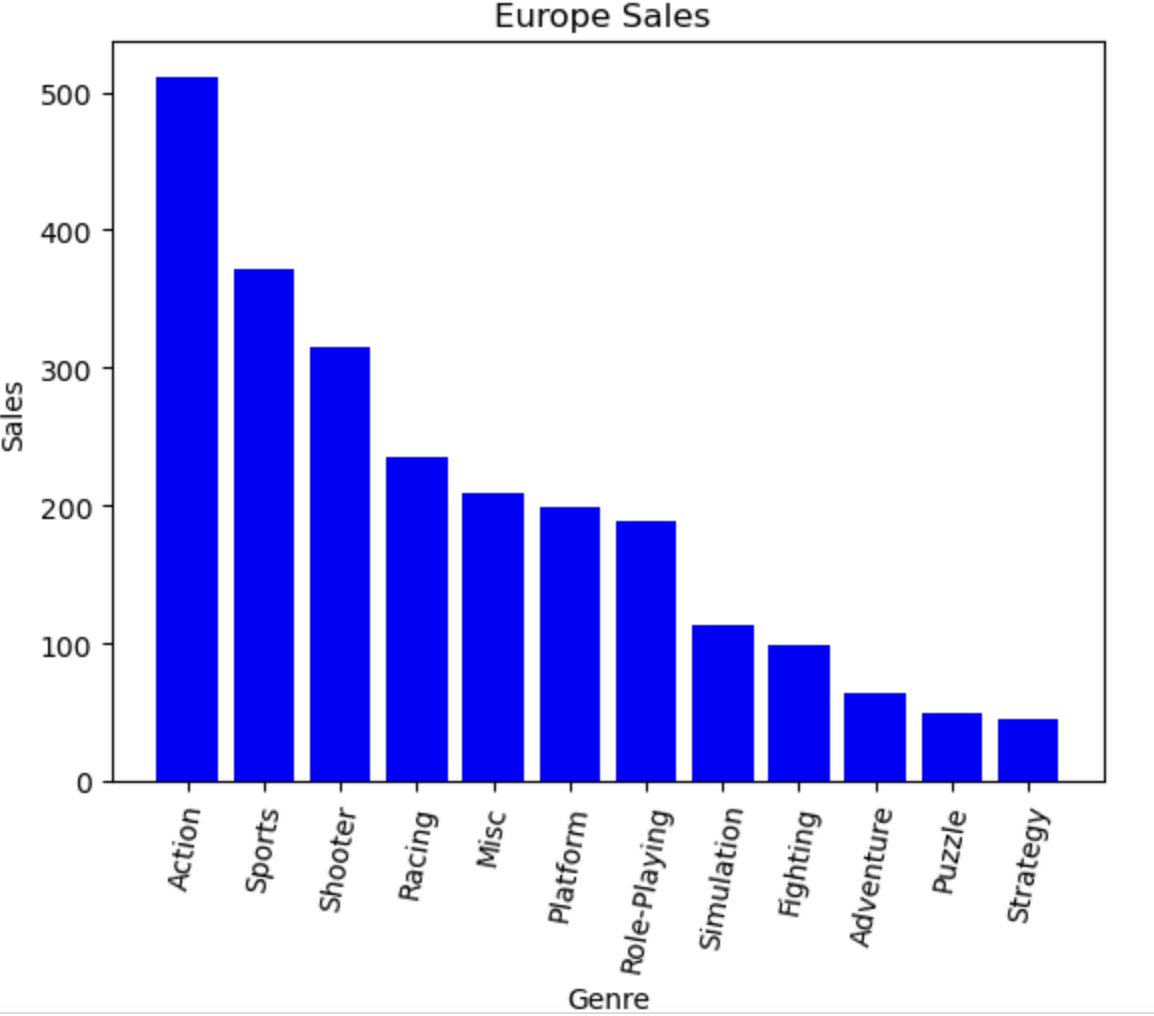 Europe Sales
500
400
300
200
100
0
Sales
Action
Sports
Shooter
Racing
Misc
Platform
Role-Playing
Simulation
Fighting
Adventure
Puzzle
Strategy
Genre